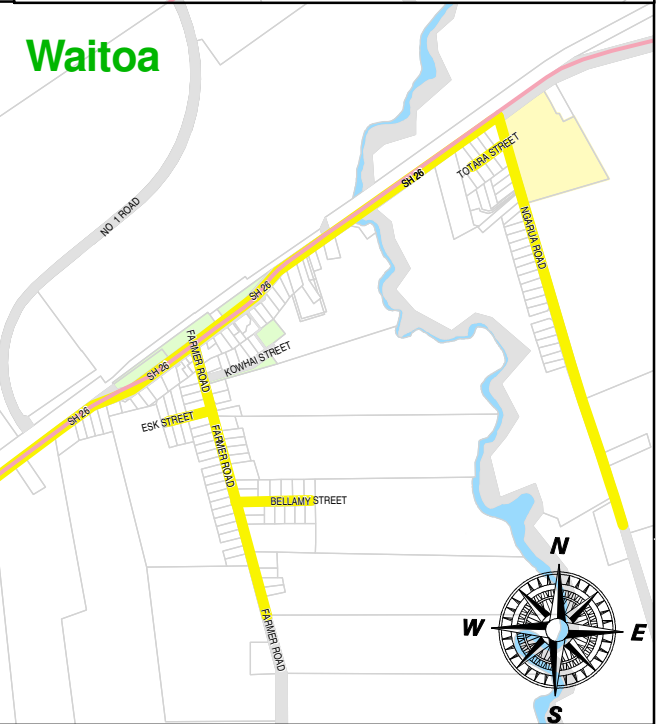 Waitoa
TOTARA STREET
SH 26
NO 1 ROAD
NGARUA ROAD
SH 26
FARMER ROAD
KOWHAI STREET
SH 26
SH 26
ESK STREET
FARMER ROAD
BELLAMY STREET
N
FARMER ROAD
W
E
S